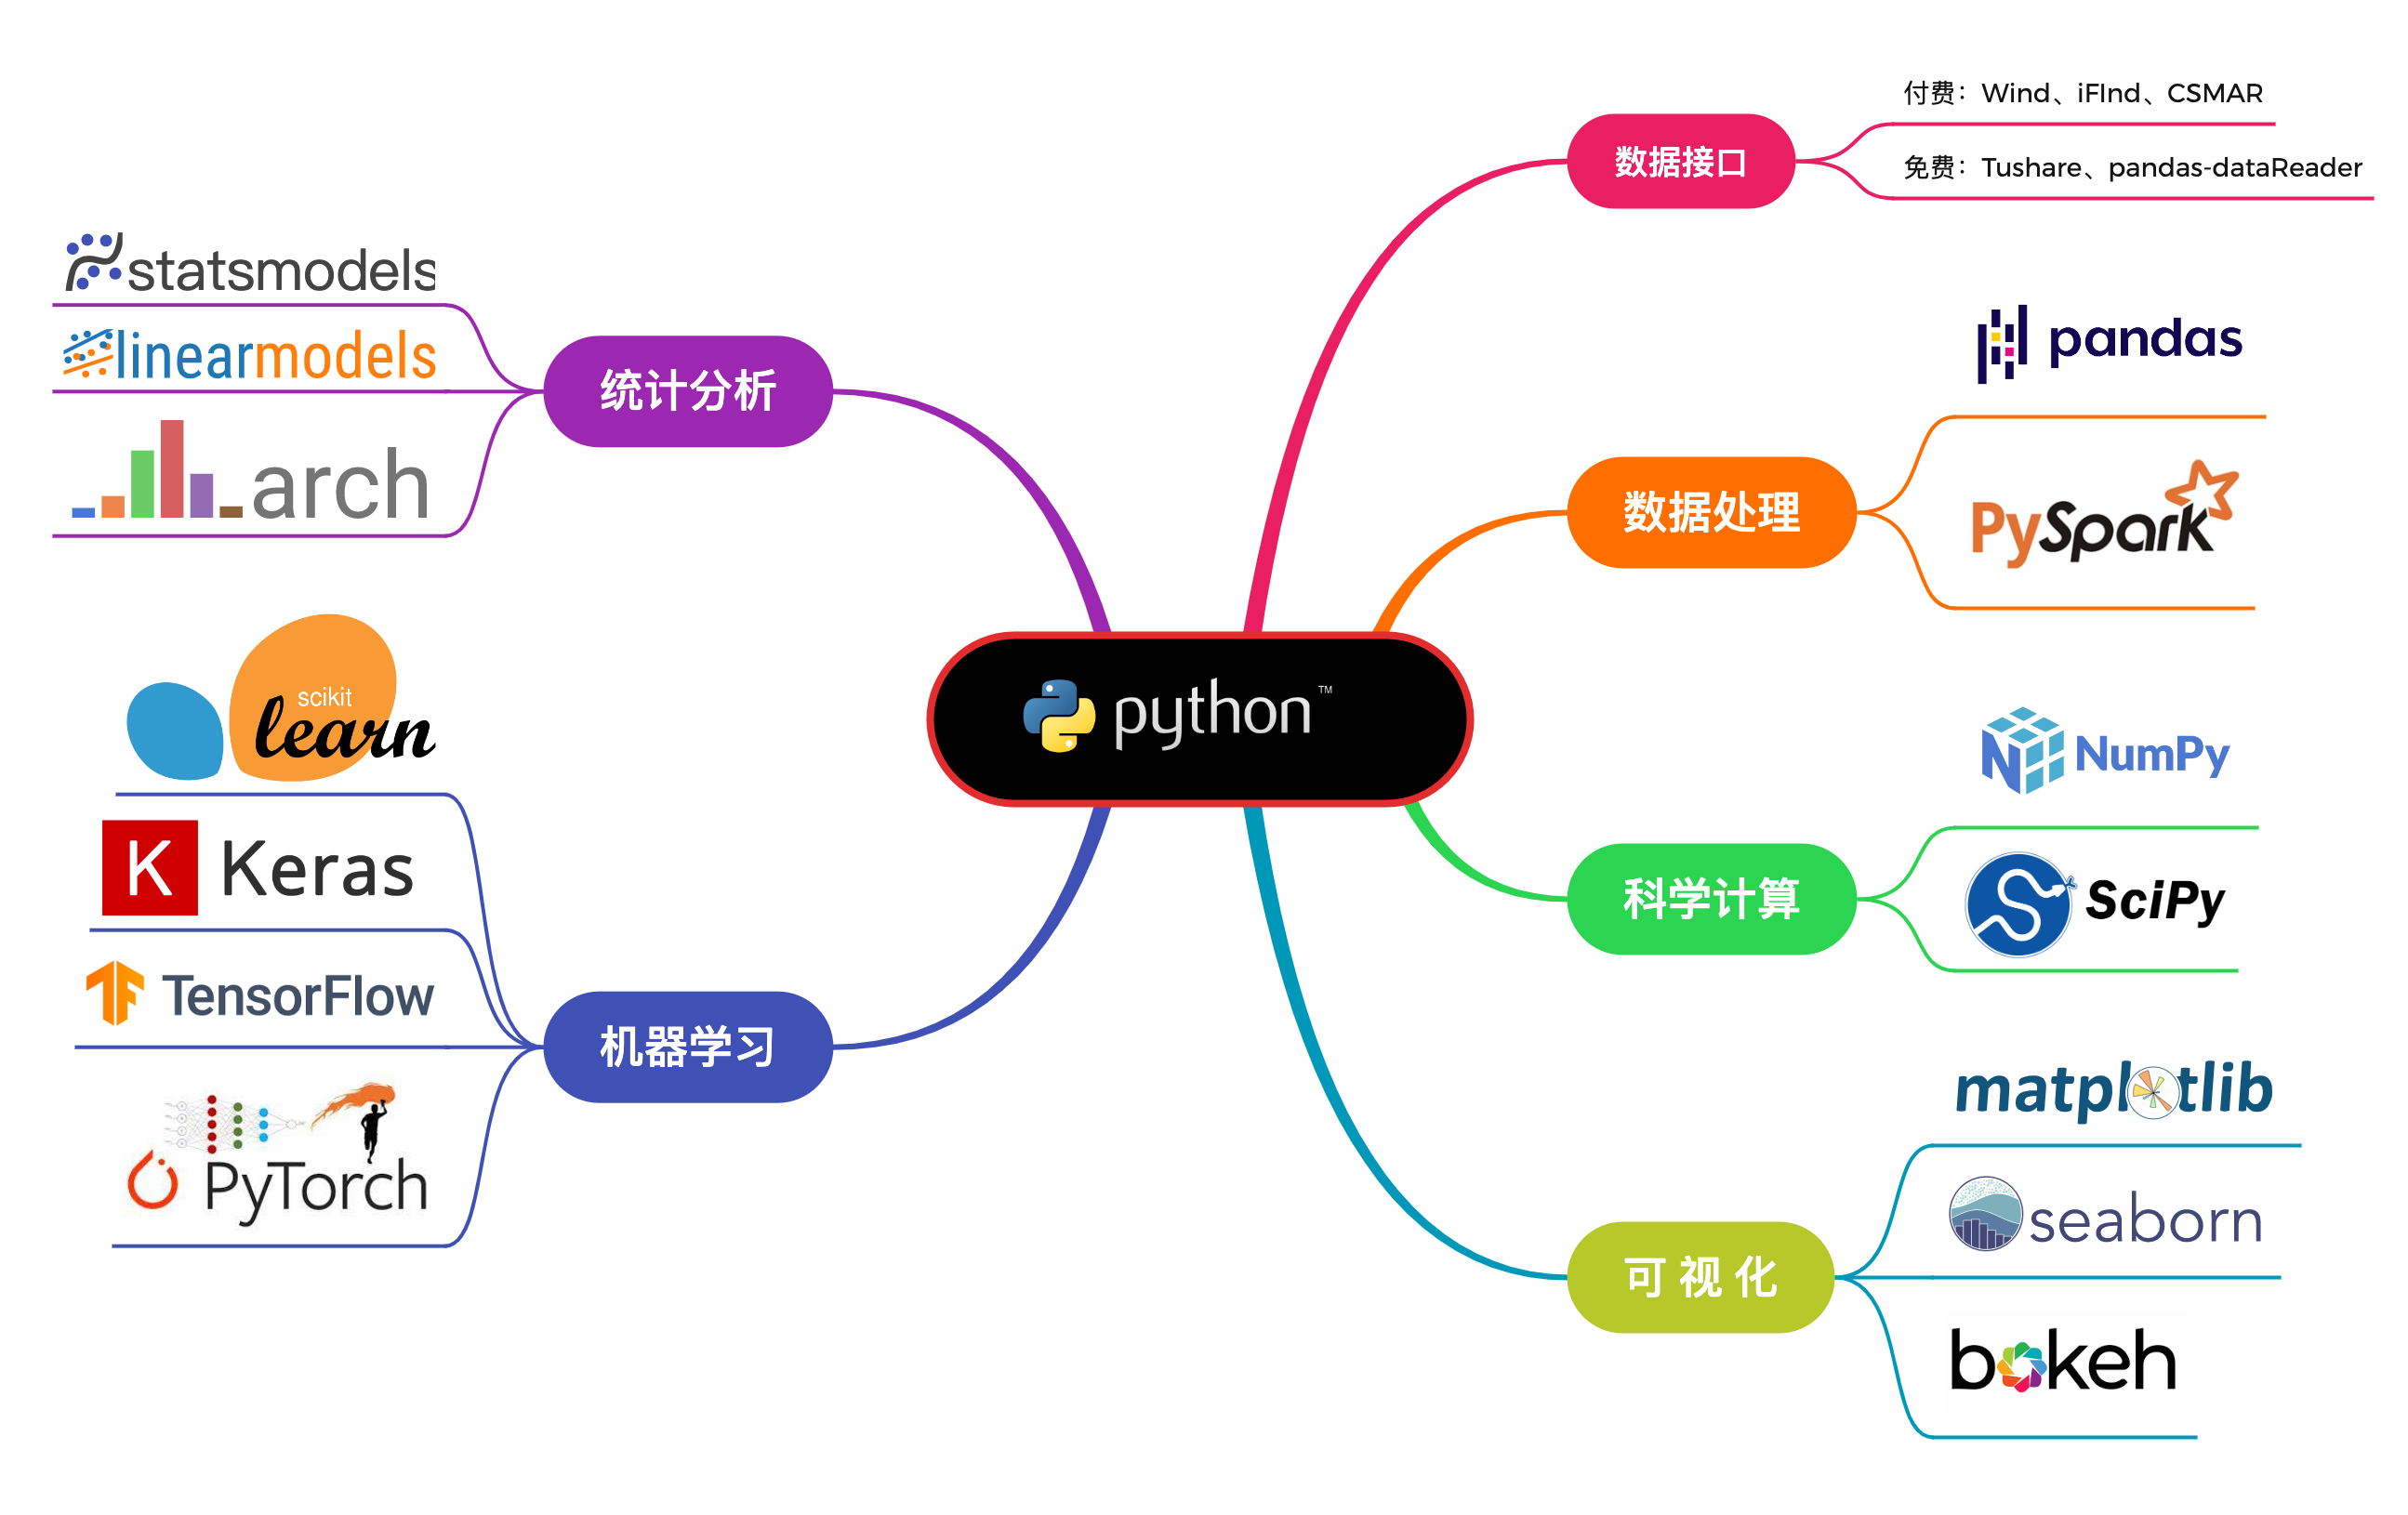 python™
数据接口
付费：Wind、iFInd、CSMAR
免费：Tushare、pandas-dataReader
数据处理
pandas
PySpark
科学计算
NumPy
SciPy
可 视 化
matplotlib
seaborn
bokeh
统计分析
statsmodels
linearmodels
arch
机器学习
scikit
learn
K Keras
TensorFlow
PyTorch